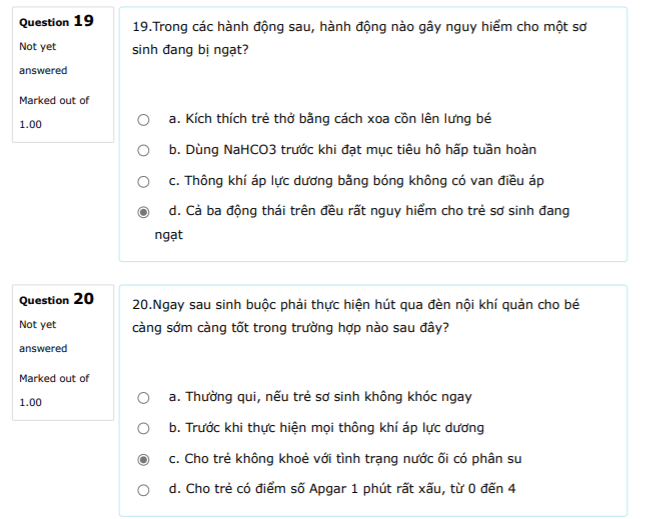 Question 19
Not yet
answered
Marked out of
1.00
19.Trong các hành động sau, hành động nào gây nguy hiểm cho một sơ
sinh đang bị ngạt?
a. Kích thích trẻ thở bằng cách xoa cồn lên lưng bé
b. Dùng NaHCO3 trước khi đạt mục tiêu hô hấp tuần hoàn
c. Thông khí áp lực dương bằng bóng không có van điều áp
d. Cả ba động thái trên đều rất nguy hiểm cho trẻ sơ sinh đang
ngạt
Question 20
Not yet
answered
Marked out of
1.00
20.Ngay sau sinh buộc phải thực hiện hút qua đèn nội khí quản cho bé
càng sớm càng tốt trong trường hợp nào sau đây?
a. Thường qui, nếu trẻ sơ sinh không khóc ngay
b. Trước khi thực hiện mọi thông khí áp lực dương
c. Cho trẻ không khoẻ với tình trạng nước ối có phân su
d. Cho trẻ có điểm số Apgar 1 phút rất xấu, từ 0 đến 4